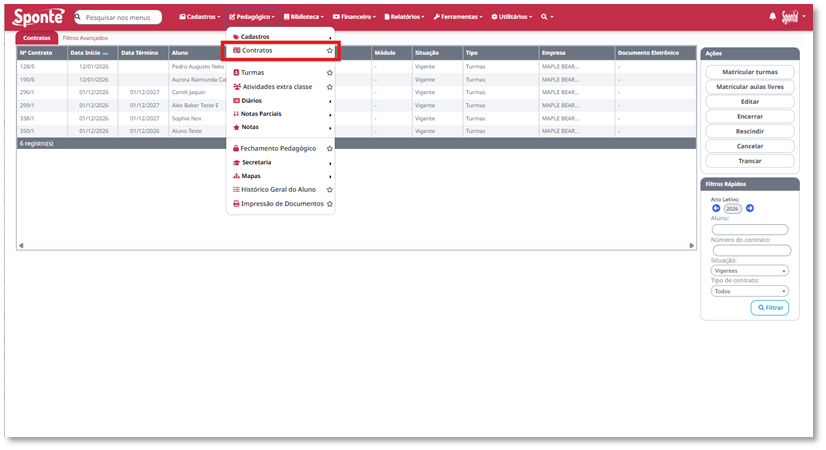 Sponte
Pesquisar nos menus
Cadastros
Pedagógico
Biblioteca
Financeiro
Relatórios
Ferramentas
Utilitários
Sponte
Contratos
Filtros Avançados
Nº Contrato Data Início Data Término Aluno Módulo Situação Tipo Empresa Documento Eletrônico
128/5 12/01/2026 Pedro Augusto Neto - Vigente Turmas MAPLE BEAR... -
190/6 12/01/2026 Aurora Raimunda Cal - Vigente Turmas MAPLE BEAR... -
296/1 01/12/2026 01/12/2027 Camili Jaquin - Vigente Turmas MAPLE BEAR... -
299/1 01/12/2026 01/12/2026 Alex Baker Teste E - Vigente Turmas MAPLE BEAR... -
338/1 01/12/2026 01/12/2027 Sophie Nox - Vigente Turmas MAPLE BEAR... -
350/1 01/12/2026 01/12/2026 Aluno Teste - Vigente Turmas MAPLE BEAR... -
6 registro(s)
Cadastros
Contratos
Turmas
Atividades extra classe
Diários
Notas Parciais
Notas
Fechamento Pedagógico
Secretaria
Mapas
Histórico Geral do Aluno
Impressão de Documentos
Ações
Matricular turmas
Matricular aulas livres
Editar
Encerrar
Rescindir
Cancelar
Trancar
Filtros Rápidos
Ano Letivo:
2026
Aluno:
Número do contrato:
Situação:
Vigentes
Tipo de contrato:
Todos
Filtrar